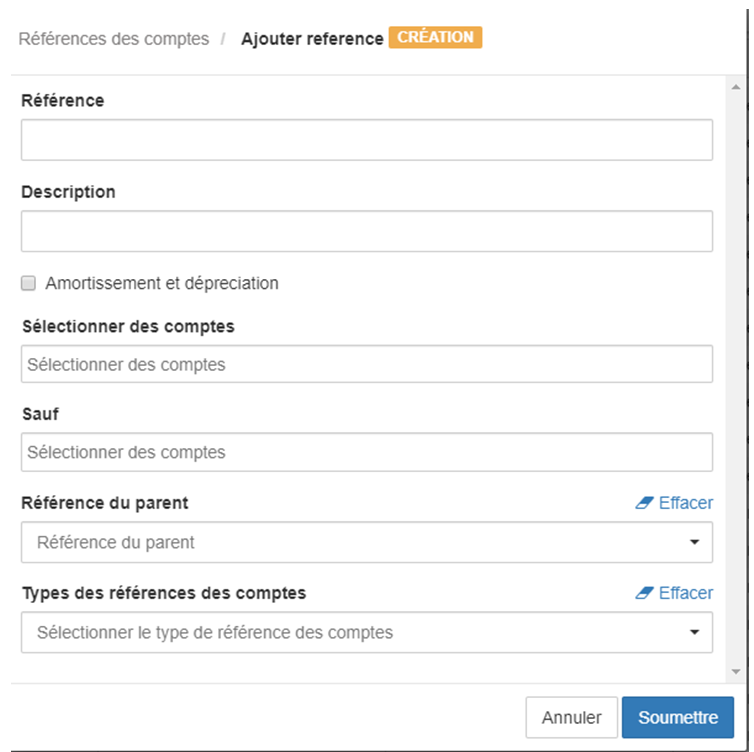 Références des comptes / Ajouter reference CRÉATION
Référence
Description
Amortissement et dépreciation
Sélectionner des comptes
Sélectionner des comptes
Sauf
Sélectionner des comptes
Référence du parent Effacer
Référence du parent
Types des références des comptes Effacer
Sélectionner le type de référence des comptes
Annuler Soumettre